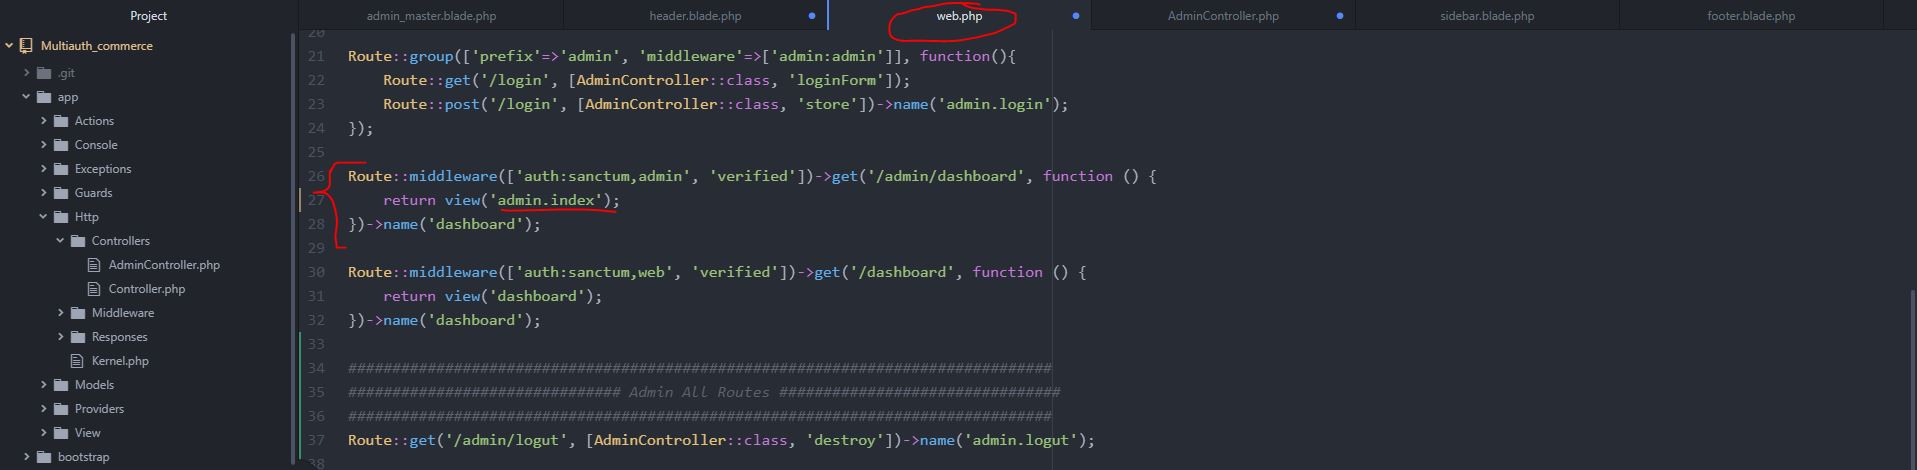 Project
admin_master.blade.php
header.blade.php
web.php
AdminController.php
sidebar.blade.php
footer.blade.php
Multiauth_commerce
.git
app
Actions
Console
Exceptions
Guards
Http
Controllers
AdminController.php
Controller.php
Middleware
Responses
Kernel.php
Models
Providers
View
bootstrap
20
21 Route::group(['prefix'=>'admin', 'middleware'=>['admin:admin']], function(){
22 Route::get('/login', [AdminController::class, 'loginForm']);
23 Route::post('/login', [AdminController::class, 'store'])->name('admin.login');
24 });
25
26 Route::middleware(['auth:sanctum,admin', 'verified'])->get('/admin/dashboard', function () {
27 return view('admin.index');
28 })->name('dashboard');
29
30 Route::middleware(['auth:sanctum,web', 'verified'])->get('/dashboard', function () {
31 return view('dashboard');
32 })->name('dashboard');
33
34 ################################################################################
35 ############################### Admin All Routes ################################
36 ################################################################################
37 Route::get('/admin/logut', [AdminController::class, 'destroy'])->name('admin.logut');
38